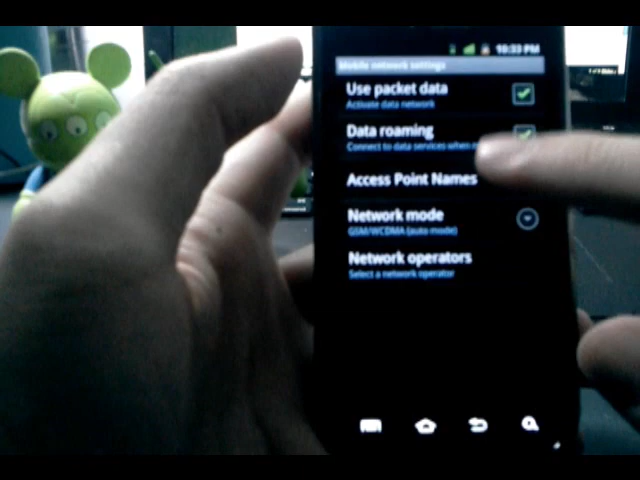 10:33 PM
Mobile network settings
Use packet data
Activate data network
Data roaming
Connect to data services when
Access Point Names
Network mode
GSM/WCDMA (auto mode)
Network operators
Select a network operator